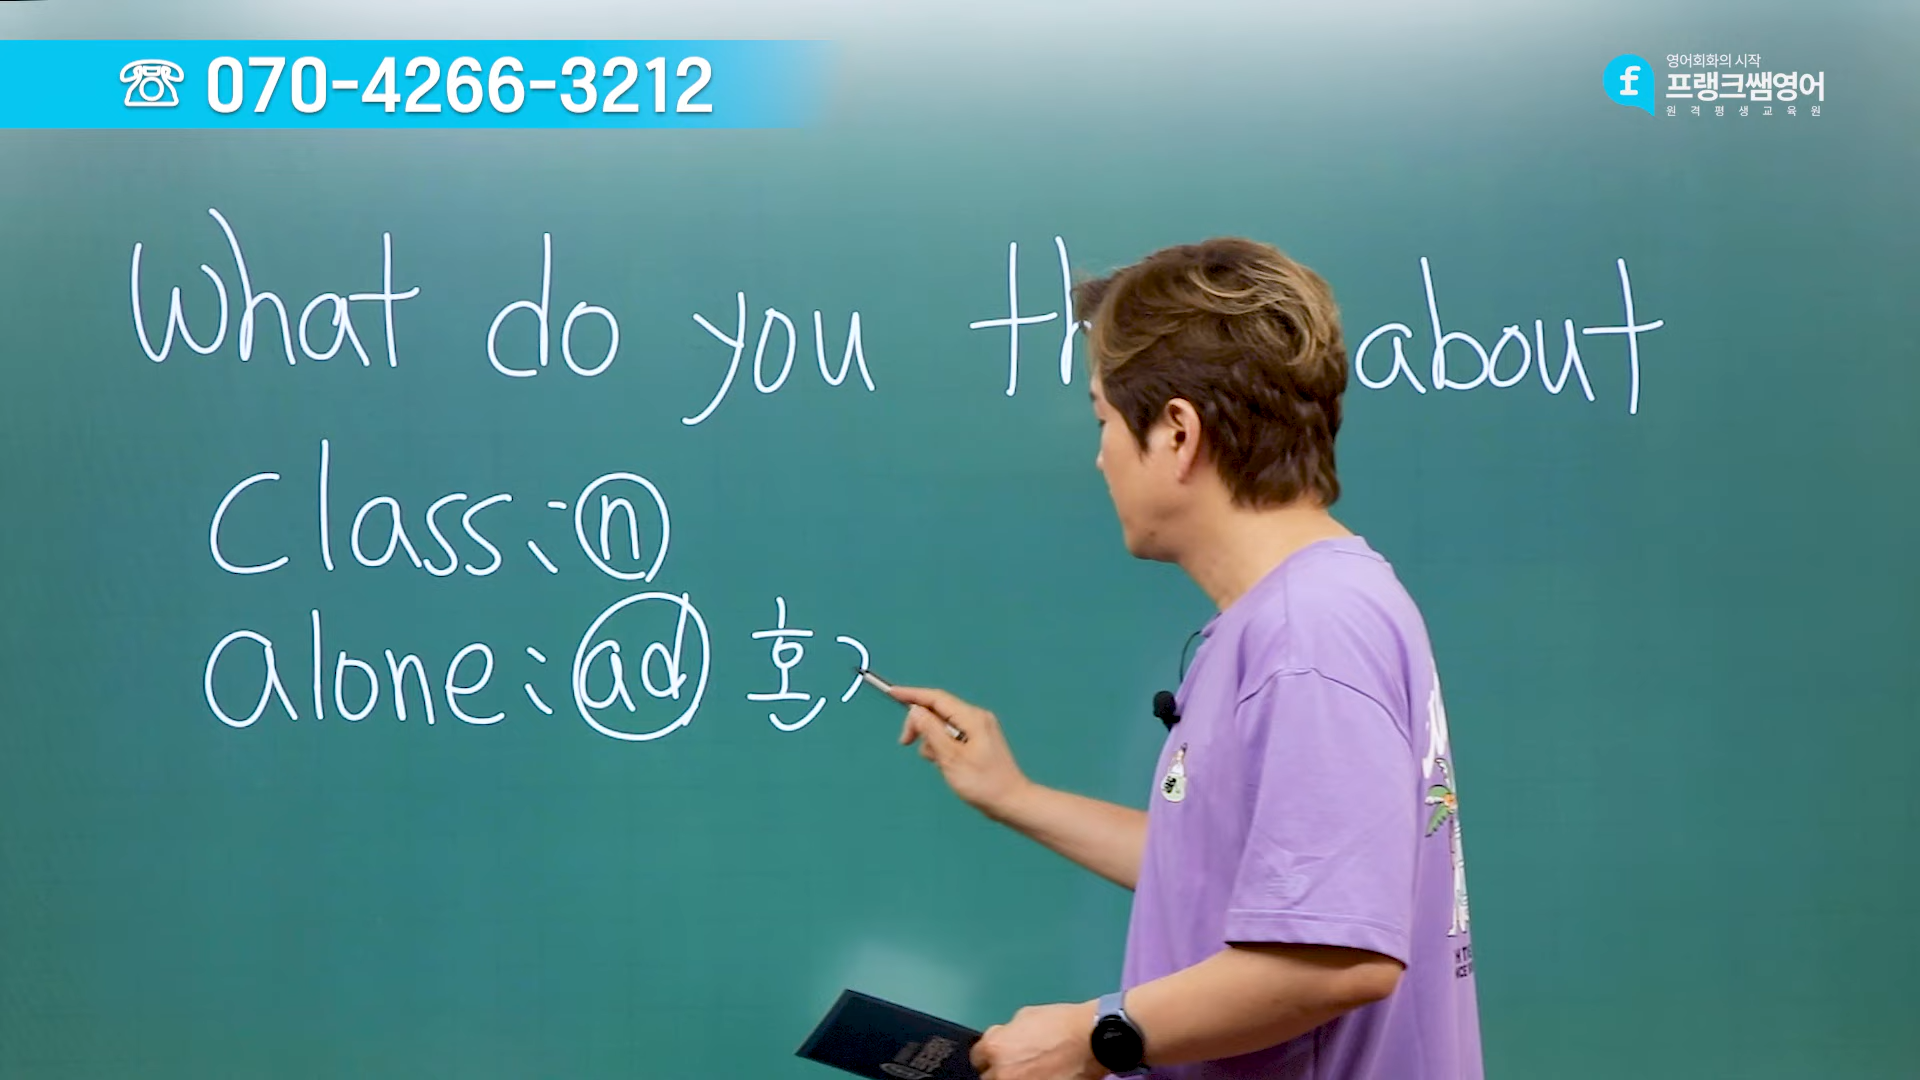 070-4266-3212
영어회화의 시작
프랭크쌤영어
원격평생교육원
What do you th about
class: n
alone: ad 혼